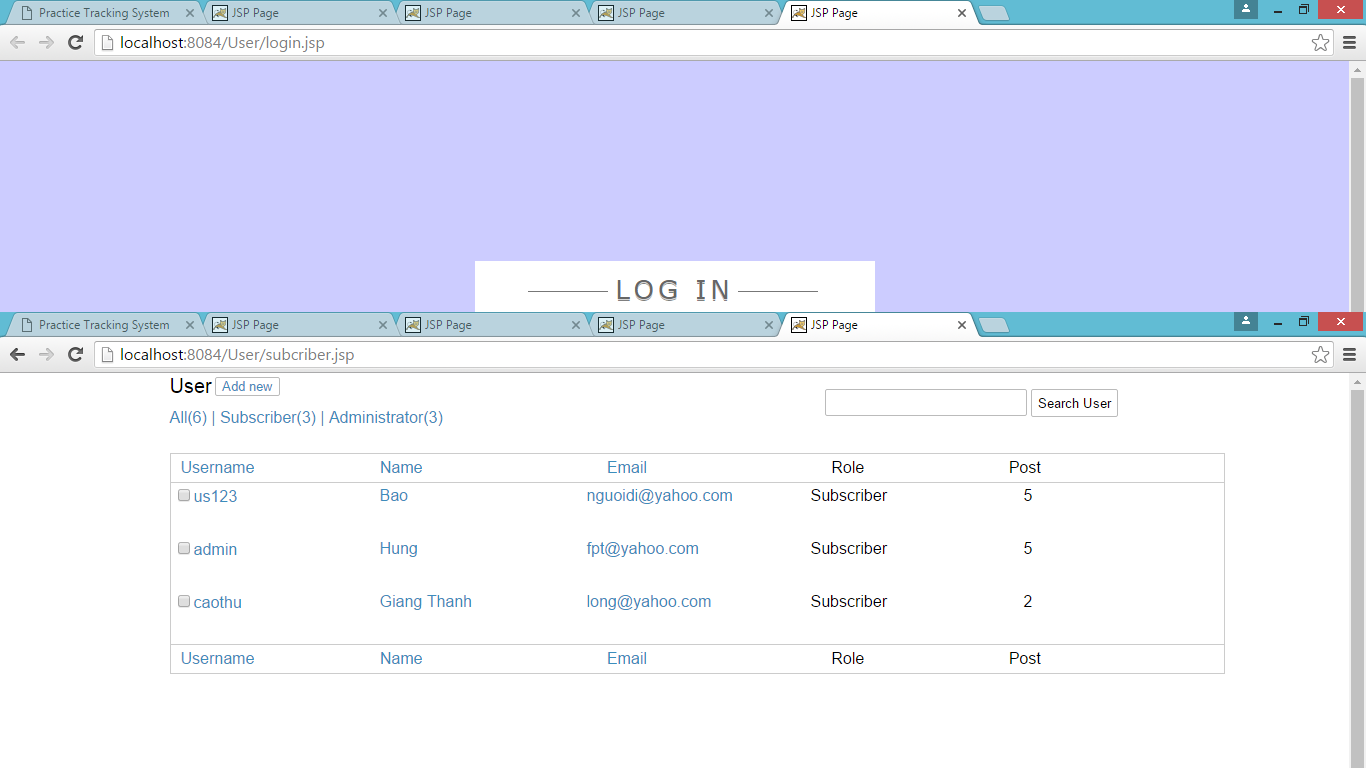 Practice Tracking System JSP Page JSP Page JSP Page JSP Page
localhost:8084/User/login.jsp
LOG IN
Practice Tracking System JSP Page JSP Page JSP Page JSP Page
localhost:8084/User/subcriber.jsp
User Add new
Search User
All(6) | Subscriber(3) | Administrator(3)
Username Name Email Role Post
us123 Bao nguoidi@yahoo.com Subscriber 5
admin Hung fpt@yahoo.com Subscriber 5
caothu Giang Thanh long@yahoo.com Subscriber 2
Username Name Email Role Post